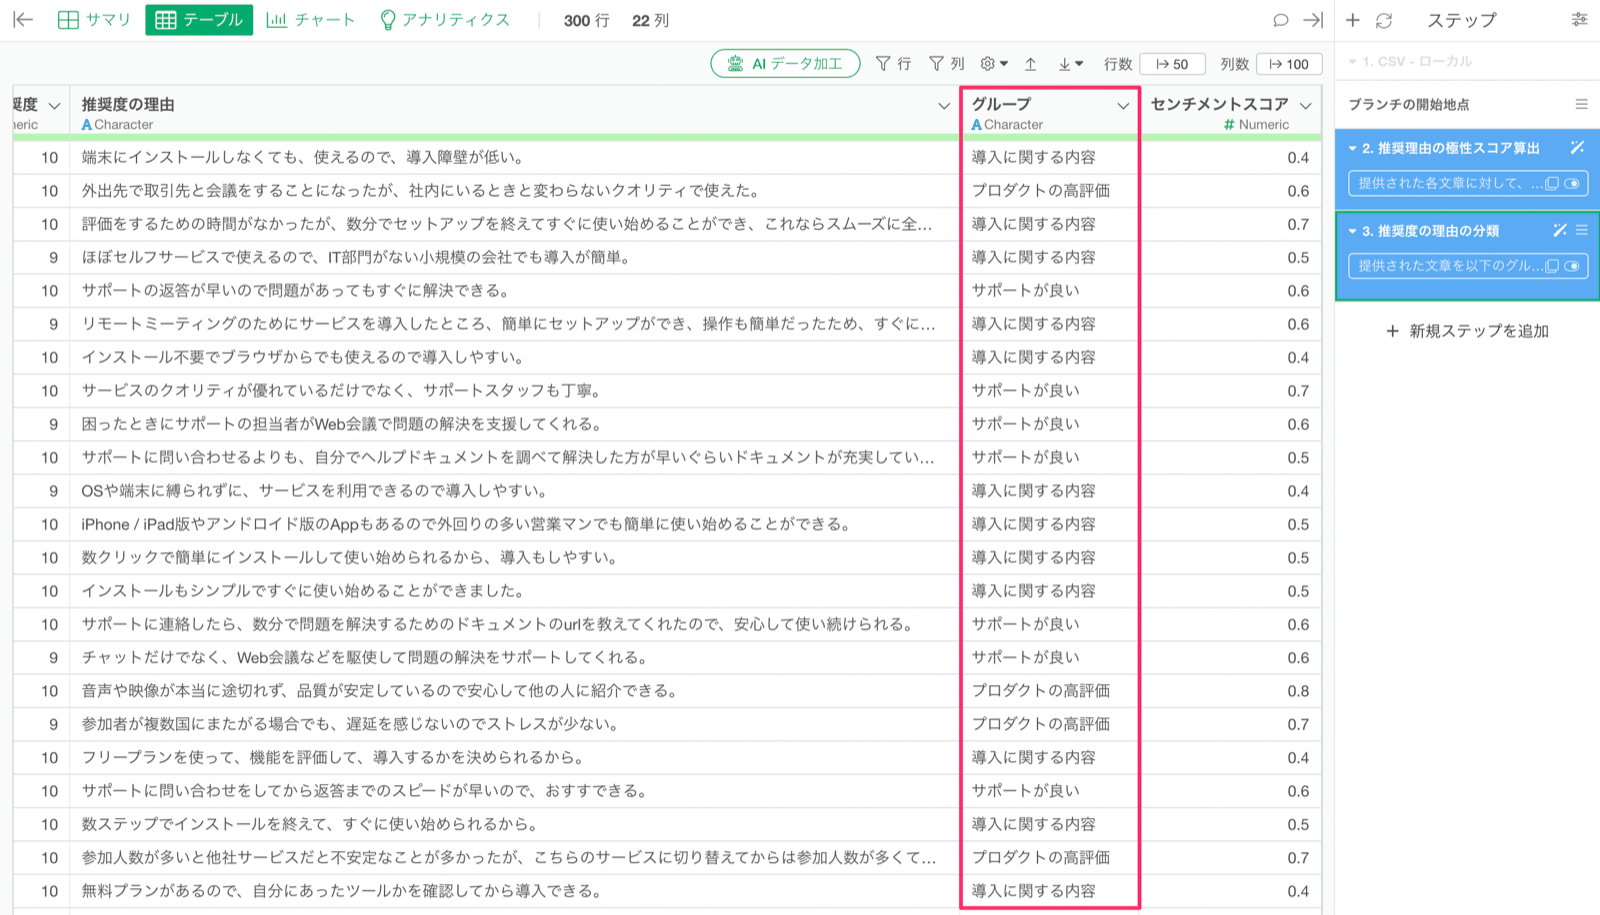 サマリ テーブル チャート アナリティクス 300 行 22 列 ステップ
AI データ加工 行 列 行数 50 列数 100
1. CSV - ローカル
ブランチの開始地点
2. 推奨理由の極性スコア算出
提供された各文章に対して、...
3. 推奨度の理由の分類
提供された文章を以下のグル...
新規ステップを追加
奨度 推奨度の理由 グループ センチメントスコア
neric Character Character Numeric
10 端末にインストールしなくても、使えるので、導入障壁が低い。 導入に関する内容 0.4
10 外出先で取引先と会議をすることになったが、社内にいるときと変わらないクオリティで使えた。 プロダクトの高評価 0.6
10 評価をするための時間がなかったが、数分でセットアップを終えてすぐに使い始めることができ、これならスムーズに全... 導入に関する内容 0.7
9 ほぼセルフサービスで使えるので、IT部門がない小規模の会社でも導入が簡単。 導入に関する内容 0.5
10 サポートの返答が早いので問題があってもすぐに解決できる。 サポートが良い 0.6
9 リモートミーティングのためにサービスを導入したところ、簡単にセットアップができ、操作も簡単だったため、すぐに... 導入に関する内容 0.6
10 インストール不要でブラウザからでも使えるので導入しやすい。 導入に関する内容 0.4
10 サービスのクオリティが優れているだけでなく、サポートスタッフも丁寧。 サポートが良い 0.7
9 困ったときにサポートの担当者がWeb会議で問題の解決を支援してくれる。 サポートが良い 0.6
10 サポートに問い合わせるよりも、自分でヘルプドキュメントを調べて解決した方が早いぐらいドキュメントが充実してい... サポートが良い 0.5
9 OSや端末に縛られずに、サービスを利用できるので導入しやすい。 導入に関する内容 0.4
10 iPhone / iPad版やアンドロイド版のAppもあるので外回りの多い営業マンでも簡単に使い始めることができる。 導入に関する内容 0.5
10 数クリックで簡単にインストールして使い始められるから、導入もしやすい。 導入に関する内容 0.5
10 インストールもシンプルですぐに使い始めることができました。 導入に関する内容 0.5
10 サポートに連絡したら、数分で問題を解決するためのドキュメントのurlを教えてくれたので、安心して使い続けられる。 サポートが良い 0.6
9 チャットだけでなく、Web会議などを駆使して問題の解決をサポートしてくれる。 サポートが良い 0.6
10 音声や映像が本当に途切れず、品質が安定しているので安心して他の人に紹介できる。 プロダクトの高評価 0.8
9 参加者が複数国にまたがる場合でも、遅延を感じないのでストレスが少ない。 プロダクトの高評価 0.7
10 フリープランを使って、機能を評価して、導入するかを決められるから。 導入に関する内容 0.4
10 サポートに問い合わせをしてから返答までのスピードが早いので、おすすできる。 サポートが良い 0.6
10 数ステップでインストールを終えて、すぐに使い始められるから。 導入に関する内容 0.5
10 参加人数が多いと他社サービスだと不安定なことが多かったが、こちらのサービスに切り替えてからは参加人数が多くて... プロダクトの高評価 0.7
10 無料プランがあるので、自分にあったツールかを確認してから導入できる。 導入に関する内容 0.4